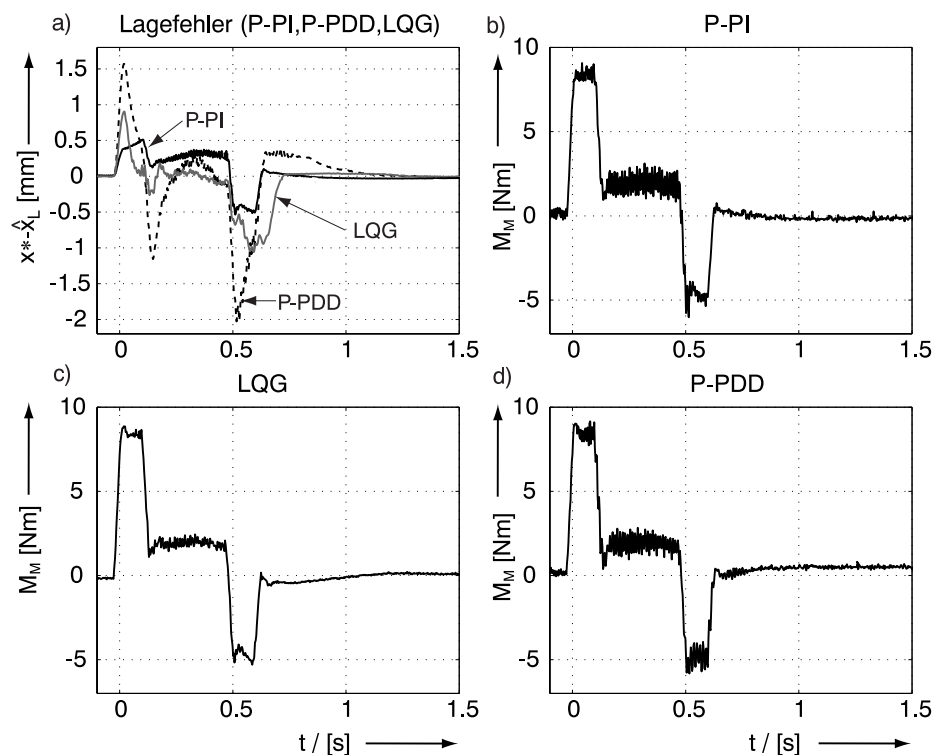 a) Lagefehler (P-PI,P-PDD,LQG)
1.5
1
0.5
0
-0.5
-1
-1.5
-2
x*-x̂L [mm]
P-PI
LQG
P-PDD
0 0.5 1 1.5
b) P-PI
10
5
0
-5
MM [Nm]
0 0.5 1 1.5
c) LQG
10
5
0
-5
MM [Nm]
0 0.5 1 1.5
t / [s]
d) P-PDD
10
5
0
-5
MM [Nm]
0 0.5 1 1.5
t / [s]